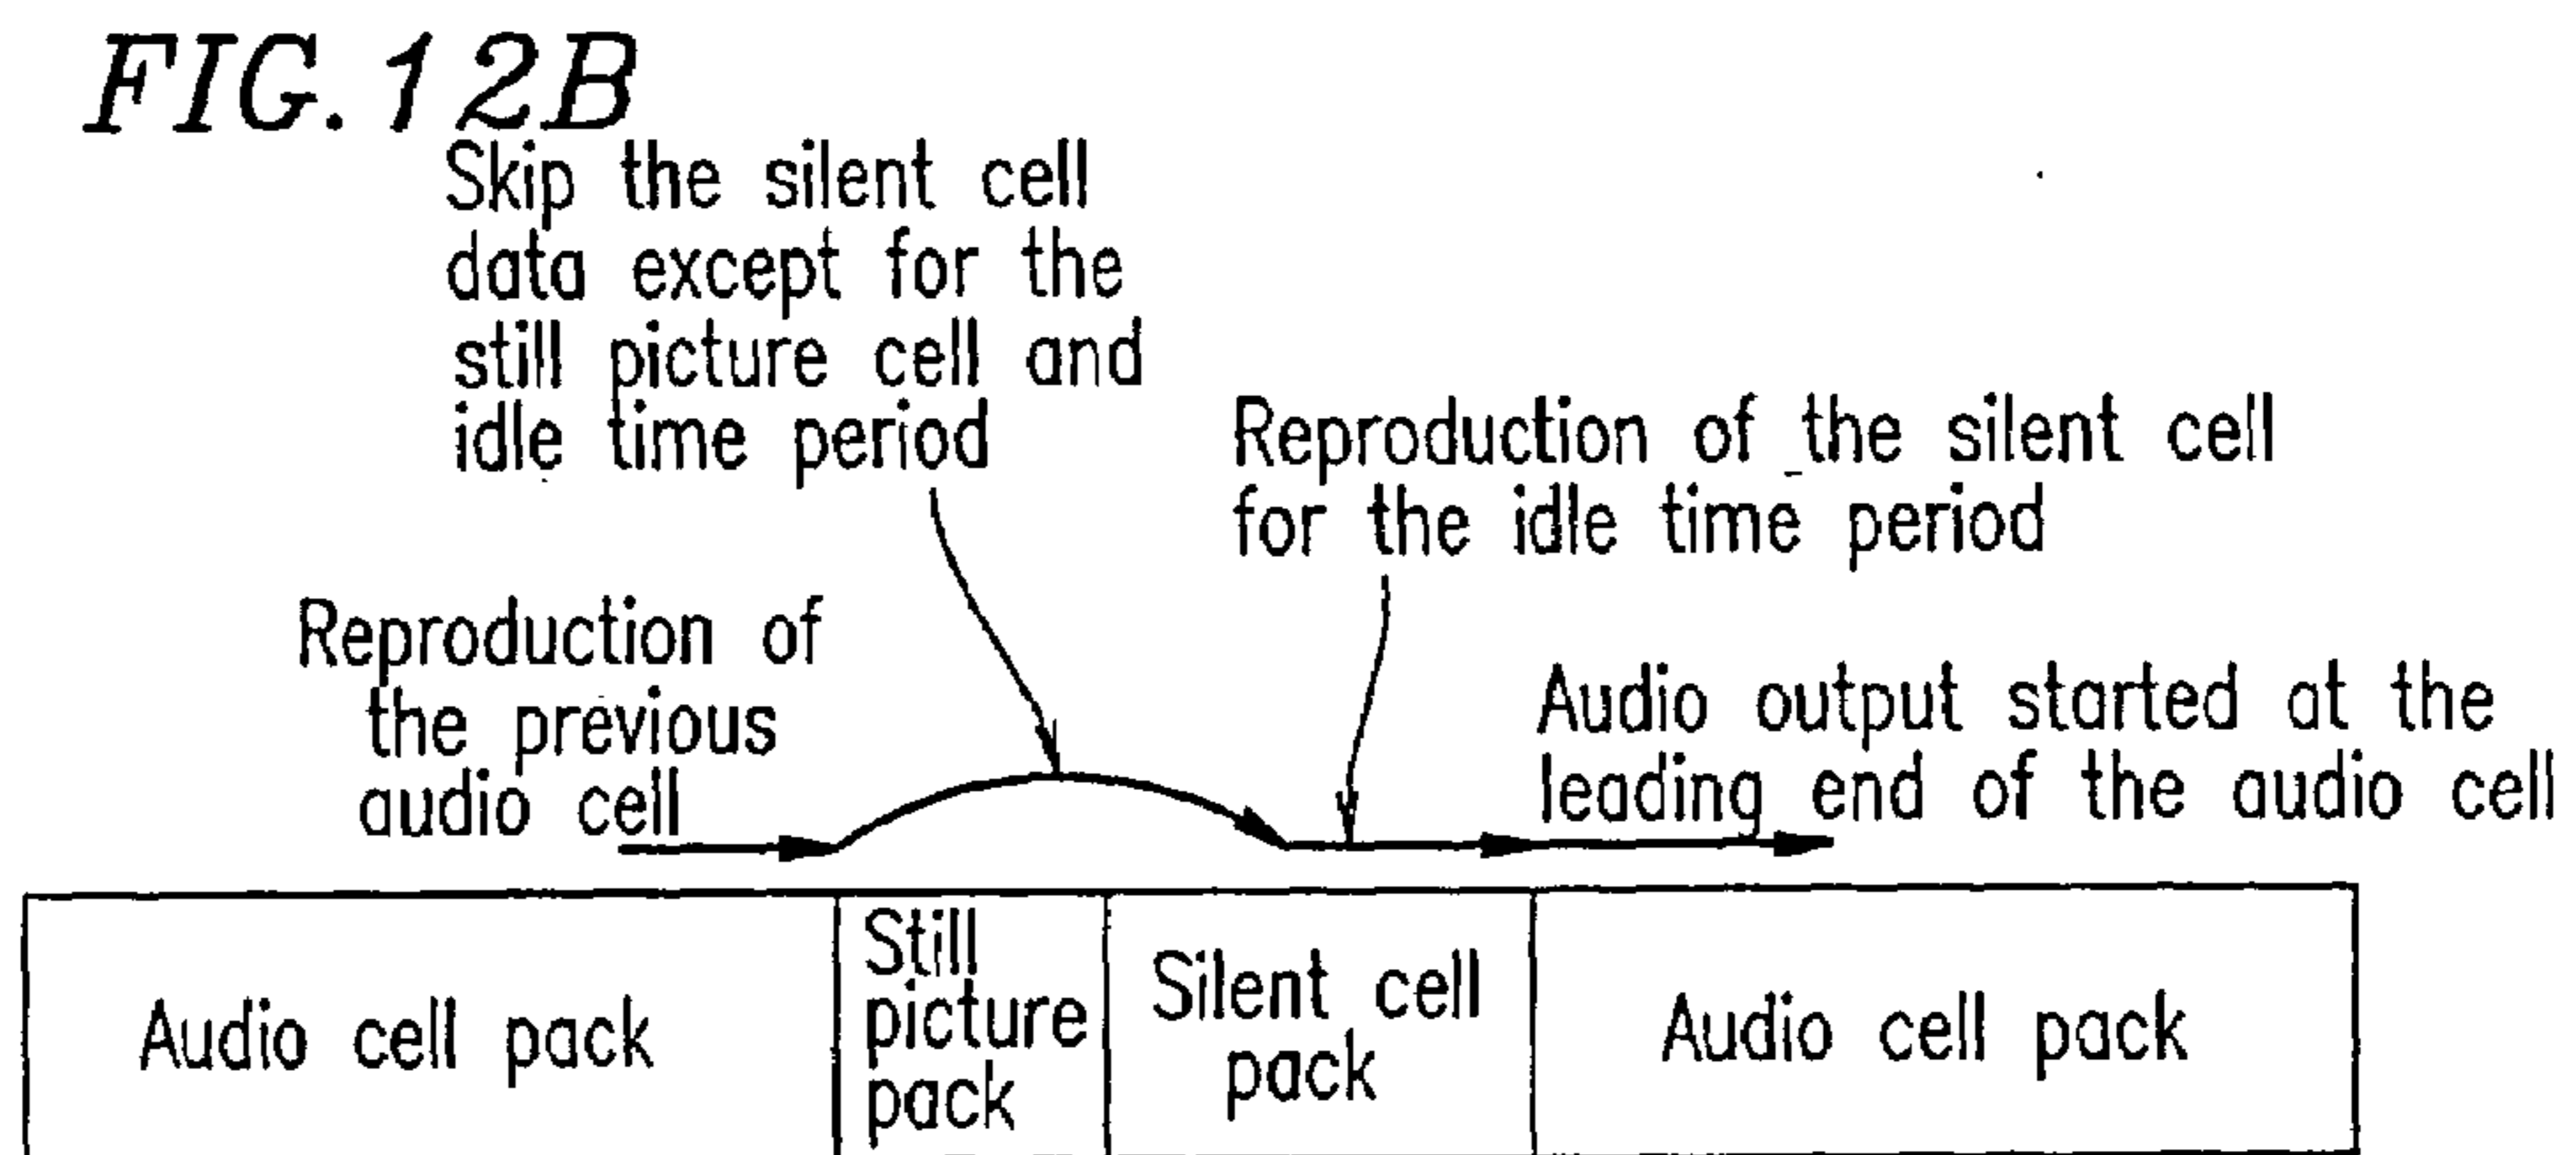 FIG.12B
Skip the silent cell
data except for the
still picture cell and
idle time period
Reproduction of the silent cell
for the idle time period
Reproduction of
the previous
audio cell
Audio output started at the
leading end of the audio cell
Audio cell pack
Still
picture
pack
Silent cell
pack
Audio cell pack